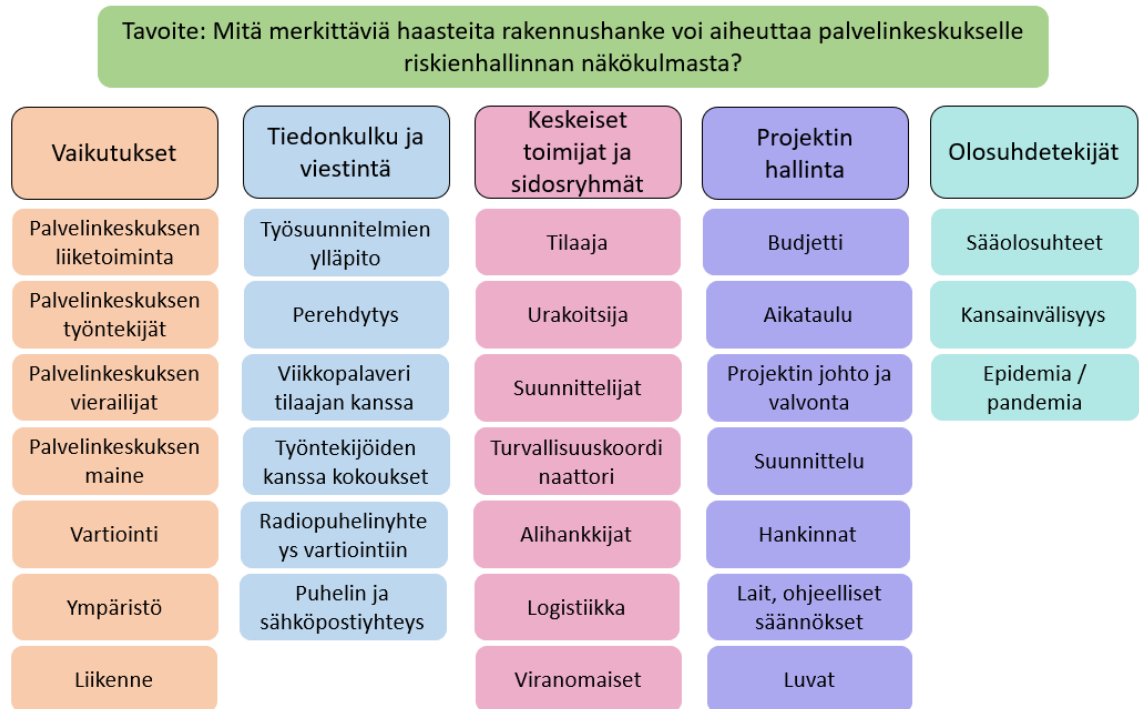 Tavoite: Mitä merkittäviä haasteita rakennushanke voi aiheuttaa palvelinkeskukselle
riskienhallinnan näkökulmasta?
Vaikutukset
Palvelinkeskuksen
liiketoiminta
Palvelinkeskuksen
työntekijät
Palvelinkeskuksen
vierailijat
Palvelinkeskuksen
maine
Vartiointi
Ympäristö
Liikenne
Tiedonkulku ja
viestintä
Työsuunnitelmien
ylläpito
Perehdytys
Viikkopalaveri
tilaajan kanssa
Työntekijöiden
kanssa kokoukset
Radiopuhelinyhte
ys vartiointiin
Puhelin ja
sähköpostiyhteys
Keskeiset
toimijat ja
sidosryhmät
Tilaaja
Urakoitsija
Suunnittelijat
Turvallisuuskoordi
naattori
Alihankkijat
Logistiikka
Viranomaiset
Projektin
hallinta
Budjetti
Aikataulu
Projektin johto ja
valvonta
Suunnittelu
Hankinnat
Lait, ohjeelliset
säännökset
Luvat
Olosuhdetekijät
Sääolosuhteet
Kansainvälisyys
Epidemia /
pandemia